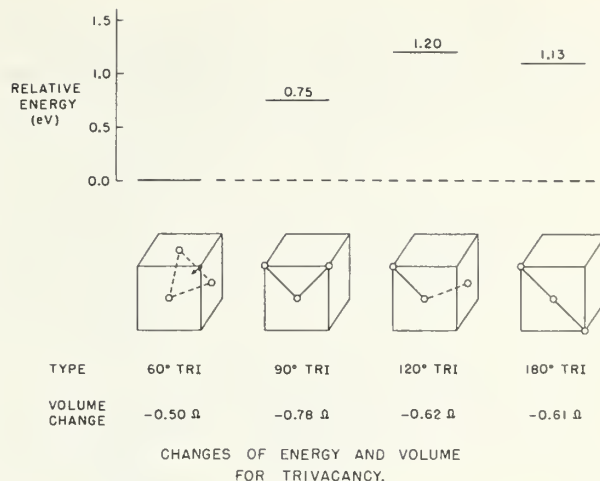 1.5
1.0
0.5
0.0
RELATIVE
ENERGY
(eV)
0.75
1.20
1.13
TYPE 60° TRI 90° TRI 120° TRI 180° TRI
VOLUME
CHANGE -0.50 Ω -0.78 Ω -0.62 Ω -0.61 Ω
CHANGES OF ENERGY AND VOLUME
FOR TRIVACANCY.